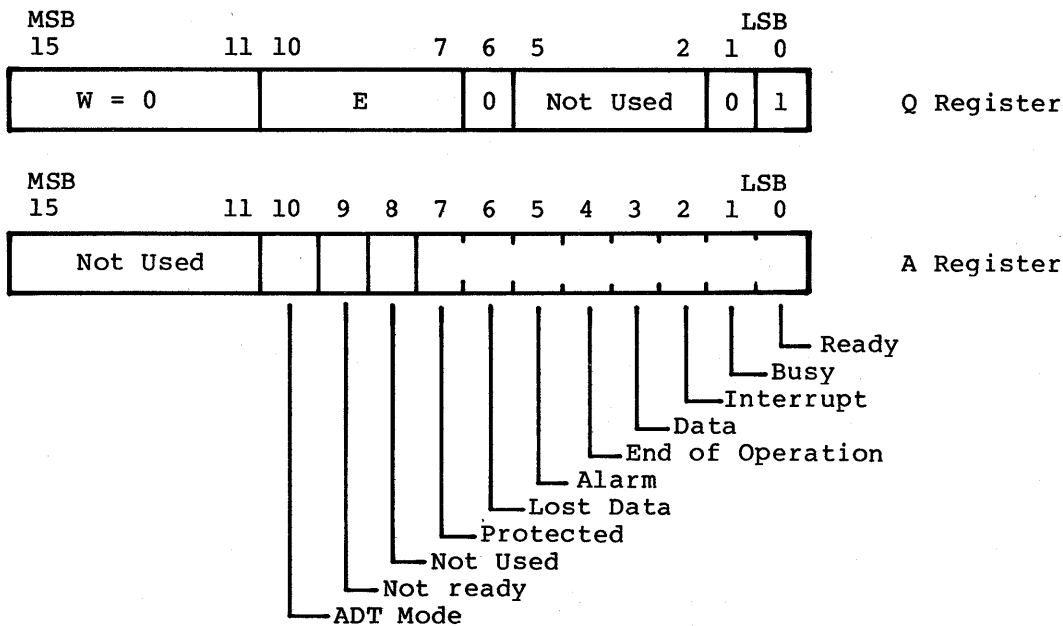 MSB LSB
15 11 10 7 6 5 2 1 0
W = 0 E 0 Not Used 0 1 Q Register
MSB LSB
15 11 10 9 8 7 6 5 4 3 2 1 0
Not Used A Register
Ready
Busy
Interrupt
Data
End of Operation
Alarm
Lost Data
Protected
Not Used
Not ready
ADT Mode